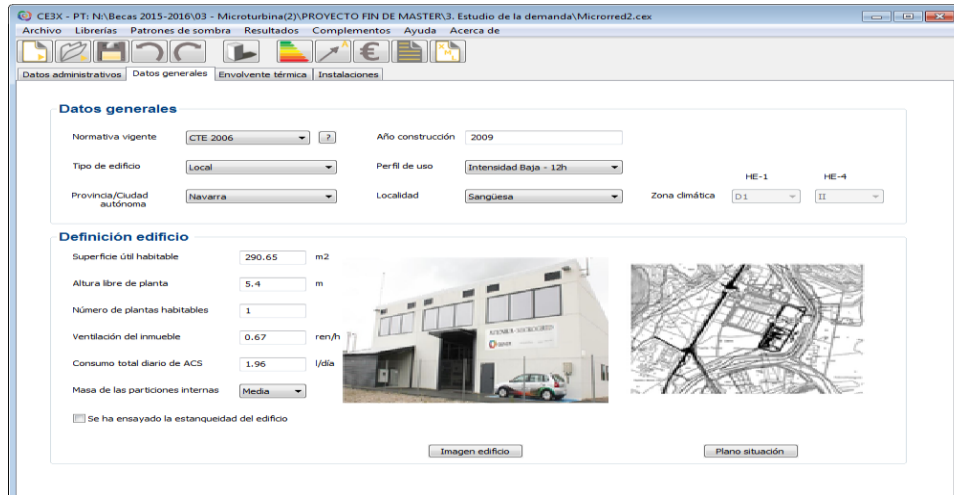 CE3X - PT: N:\Becas 2015-2016\03 - Microturbina(2)\PROYECTO FIN DE MASTER\3. Estudio de la demanda\Microrred2.cex
Archivo Librerías Patrones de sombra Resultados Complementos Ayuda Acerca de
Datos administrativos Datos generales Envolvente térmica Instalaciones
Datos generales
Normativa vigente CTE 2006 ? Año construcción 2009
Tipo de edificio Local Perfil de uso Intensidad Baja - 12h
HE-1 HE-4
Provincia/Ciudad autónoma Navarra Localidad Sangüesa Zona climática D1 II
Definición edificio
Superficie útil habitable 290.65 m2
Altura libre de planta 5.4 m
Número de plantas habitables 1
Ventilación del inmueble 0.67 ren/h
Consumo total diario de ACS 1.96 l/día
Masa de las particiones internas Media
Se ha ensayado la estanqueidad del edificio
Imagen edificio Plano situación